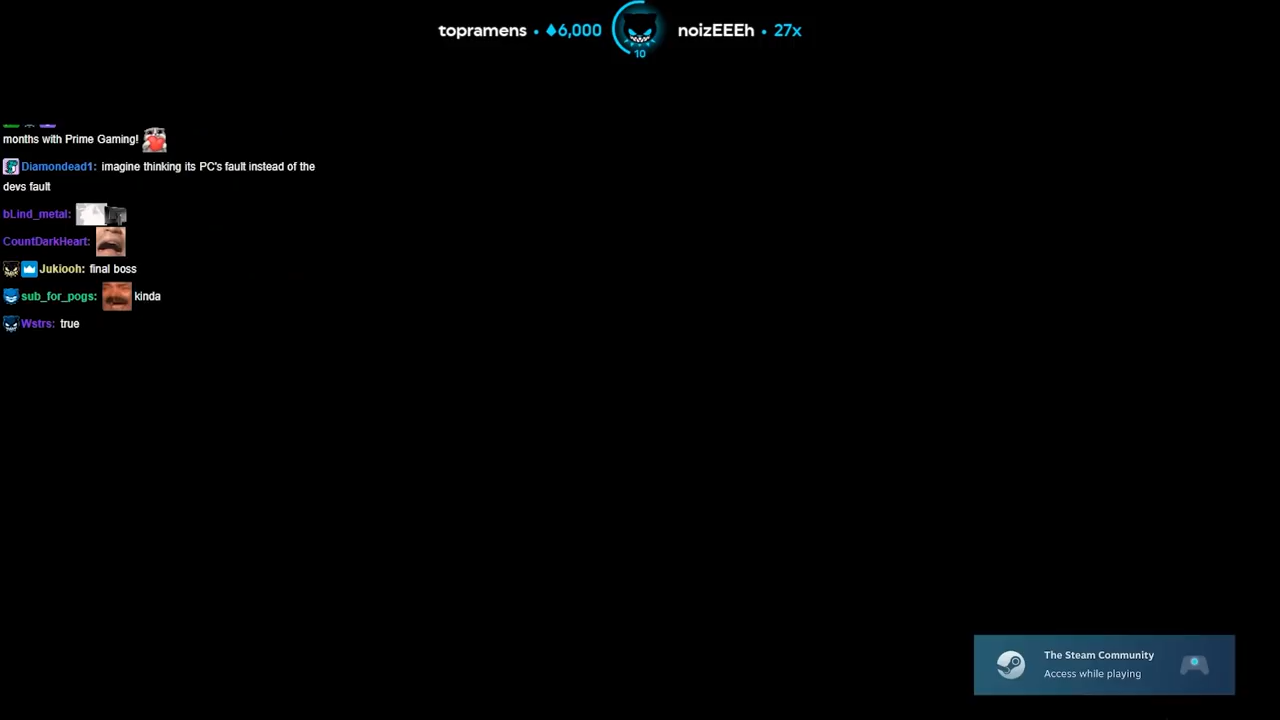 topramens • 6,000 noizEEEh • 27x
10
months with Prime Gaming!
Diamondead1: imagine thinking its PC's fault instead of the
devs fault
bLind_metal:
CountDarkHeart:
Jukiooh: final boss
sub_for_pogs: kinda
Wstrs: true
The Steam Community
Access while playing